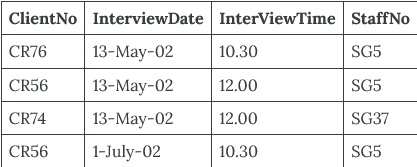 ClientNo InterviewDate InterViewTime StaffNo
CR76 13-May-02 10.30 SG5
CR56 13-May-02 12.00 SG5
CR74 13-May-02 12.00 SG37
CR56 1-July-02 10.30 SG5